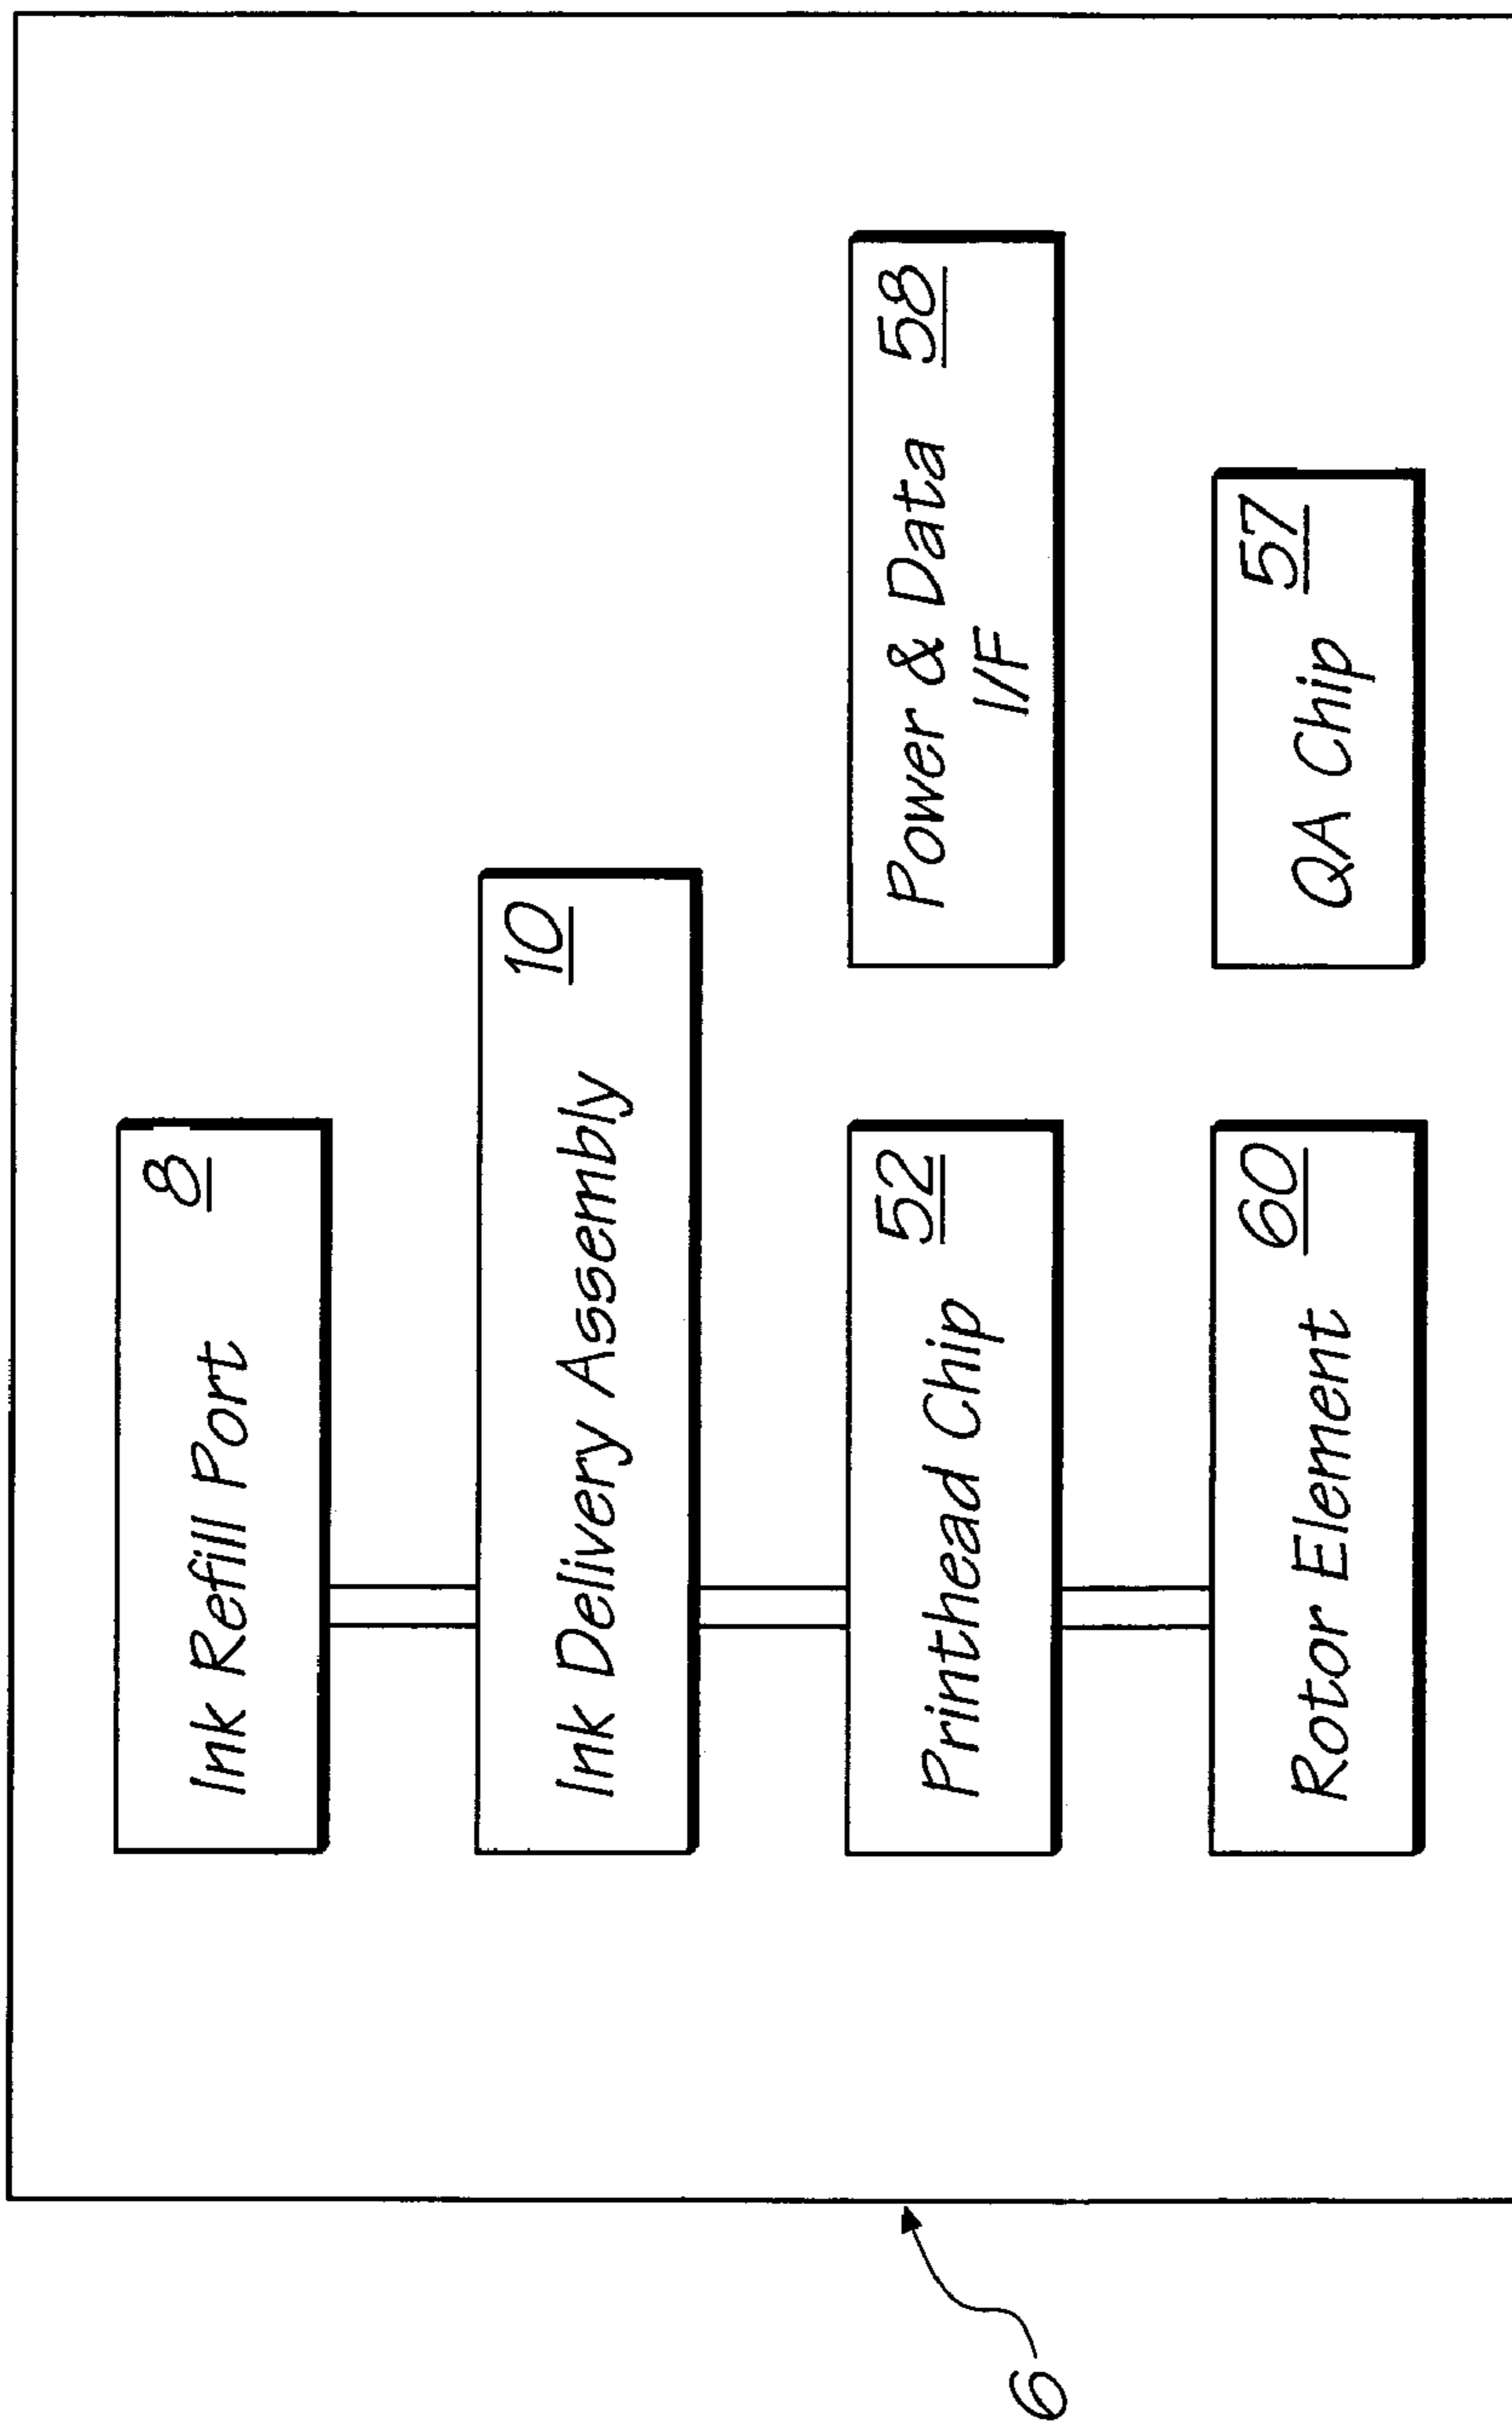 Ink Refill Port 8
Ink Delivery Assembly 10
Printhead Chip 52
Power & Data 58
I/F
Rotor Element 60
QA Chip 57
6